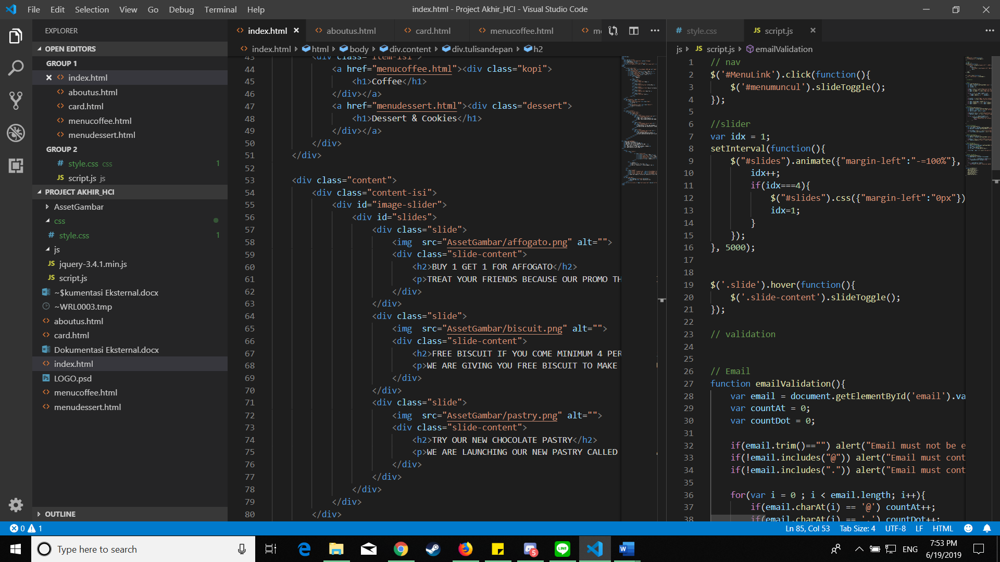 File Edit Selection View Go Debug Terminal Help
index.html - Project Akhir_HCI - Visual Studio Code
EXPLORER
OPEN EDITORS
GROUP 1
index.html
aboutus.html
card.html
menucoffee.html
menudessert.html
GROUP 2
style.css css 1
script.js js
PROJECT AKHIR_HCI
AssetGambar
css
style.css 1
js
jquery-3.4.1.min.js
script.js
~$kumentasi Eksternal.docx
~WRL0003.tmp
aboutus.html
card.html
Dokumentasi Eksternal.docx
index.html
LOGO.psd
menucoffee.html
menudessert.html
OUTLINE
index.html aboutus.html card.html menucoffee.html
index.html html body div.content div.tulisandepan h2
43 <div class="item-isi">
44 <a href="menucoffee.html"><div class="kopi">
45 <h1>Coffee</h1>
46 </div></a>
47 <a href="menudessert.html"><div class="dessert">
48 <h1>Dessert & Cookies</h1>
49 </div></a>
50 </div>
51 </div>
52
53 <div class="content">
54 <div class="content-isi">
55 <div id="image-slider">
56 <div id="slides">
57 <div class="slide">
58 <img  src="AssetGambar/affogato.png" alt="">
59 <div class="slide-content">
60 <h2>BUY 1 GET 1 FOR AFFOGATO</h2>
61 <p>TREAT YOUR FRIENDS BECAUSE OUR PROMO TH
62 </div>
63 </div>
64 <div class="slide">
65 <img  src="AssetGambar/biscuit.png" alt="">
66 <div class="slide-content">
67 <h2>FREE BISCUIT IF YOU COME MINIMUM 4 PER
68 <p>WE ARE GIVING YOU FREE BISCUIT TO MAKE
69 </div>
70 </div>
71 <div class="slide">
72 <img  src="AssetGambar/pastry.png" alt="">
73 <div class="slide-content">
74 <h2>TRY OUR NEW CHOCOLATE PASTRY</h2>
75 <p>WE ARE LAUNCHING OUR NEW PASTRY CALLED
76 </div>
77 </div>
78 </div>
79 </div>
80 </div>
style.css script.js
js script.js emailValidation
1 // nav
2 $('#MenuLink').click(function(){
3 $('#menumuncul').slideToggle();
4 });
5
6 //slider
7 var idx = 1;
8 setInterval(function(){
9 $("#slides").animate({"margin-left":"-=100%"},
10 idx++;
11 if(idx===4){
12 $("#slides").css({"margin-left":"0px"})
13 idx=1;
14 }
15 });
16 }, 5000);
17
18
19 $('.slide').hover(function(){
20 $('.slide-content').slideToggle();
21 });
22
23 // validation
24
25
26 // Email
27 function emailValidation(){
28 var email = document.getElementById('email').va
29 var countAt = 0;
30 var countDot = 0;
31
32 if(email.trim()=="") alert("Email must not be e
33 if(!email.includes("@")) alert("Email must cont
34 if(!email.includes(".")) alert("Email must cont
35
36 for(var i = 0 ; i < email.length; i++){
37 if(email.charAt(i) == '@') countAt++;
38 if(email.charAt(i) == '.') countDot++;
0 1
Ln 85, Col 53 Tab Size: 4 UTF-8 LF HTML
Type here to search
5
LINE
ENG
7:53 PM
6/19/2019